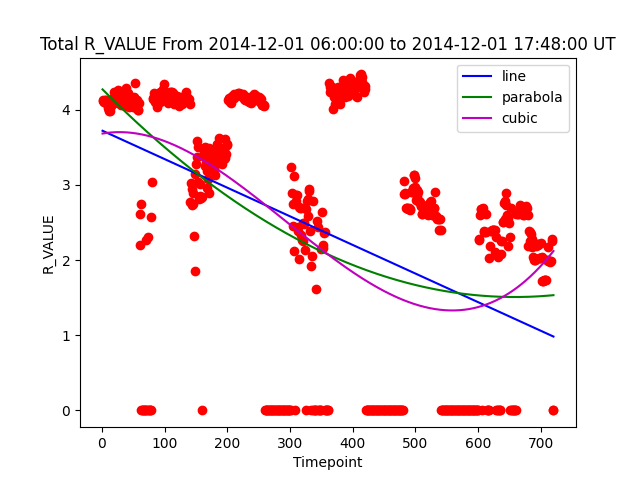 Total R_VALUE From 2014-12-01 06:00:00 to 2014-12-01 17:48:00 UT
line
parabola
cubic
4
3
2
1
0
R_VALUE
0 100 200 300 400 500 600 700
Timepoint